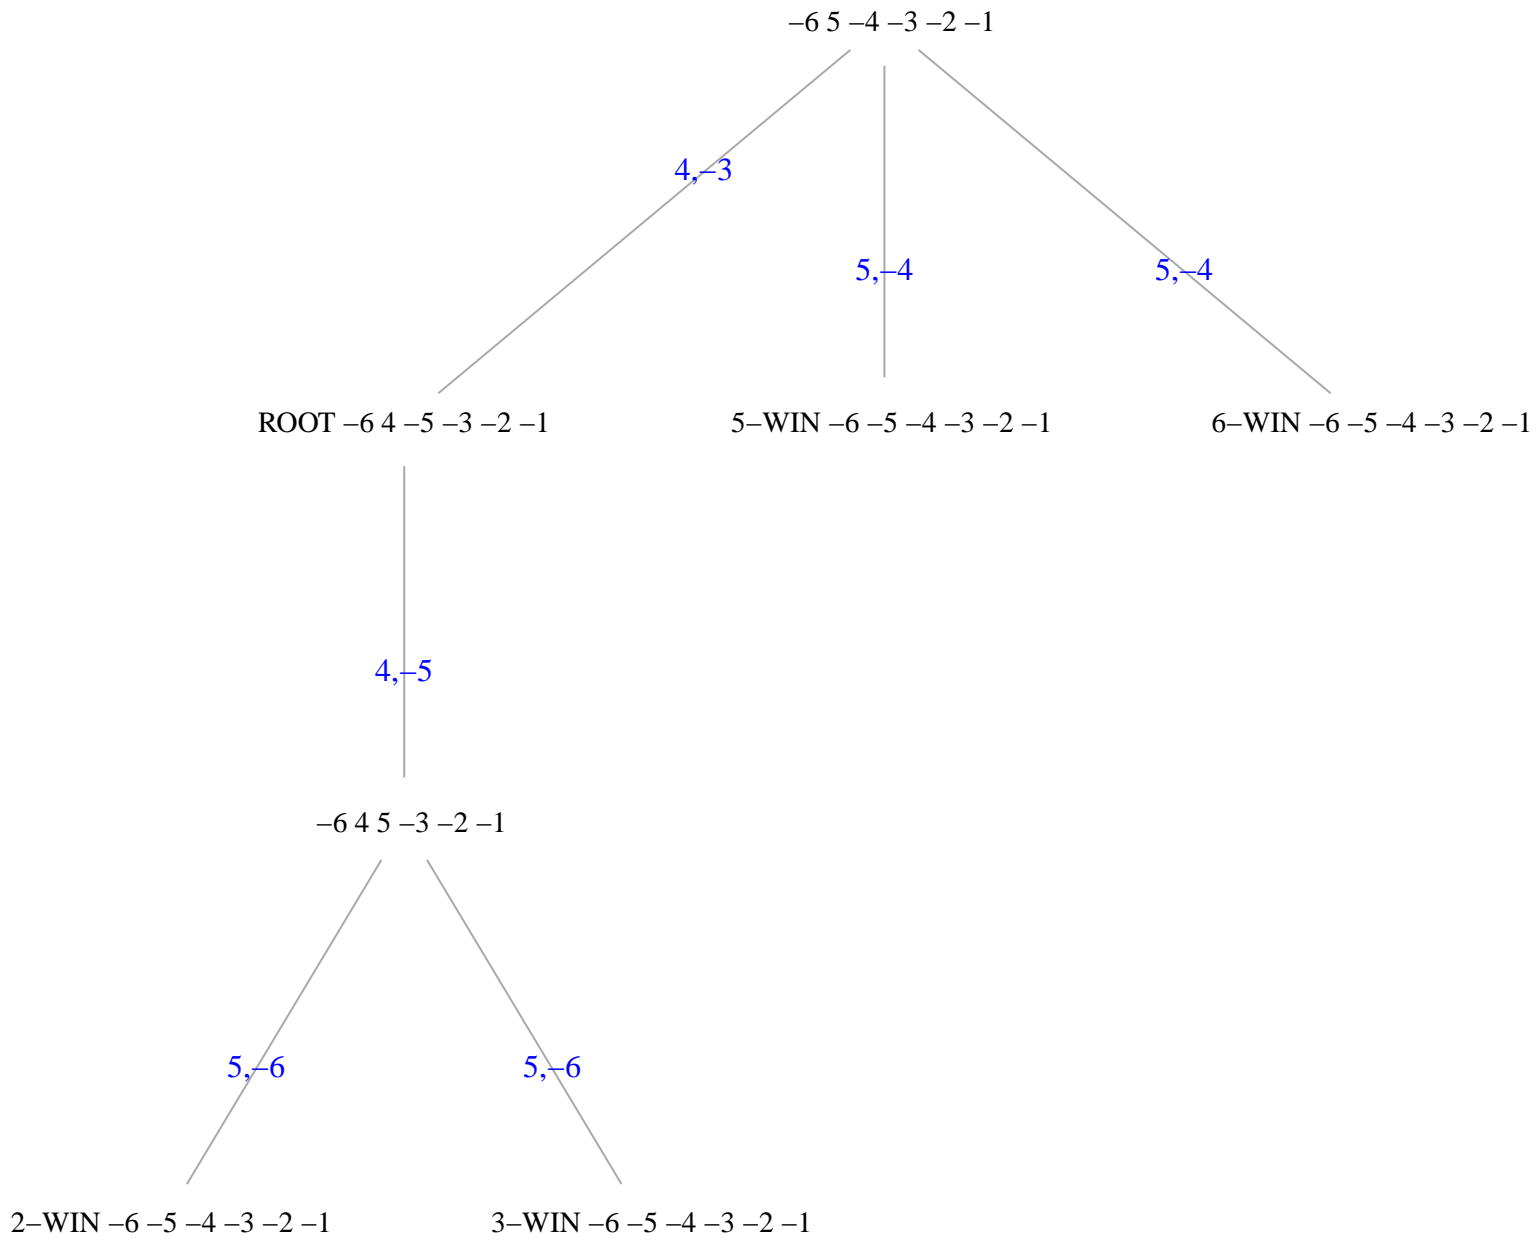 –6 5 –4 –3 –2 –1
4,–3
5,–4
5,–4
ROOT –6 4 –5 –3 –2 –1
5–WIN –6 –5 –4 –3 –2 –1
6–WIN –6 –5 –4 –3 –2 –1
4,–5
–6 4 5 –3 –2 –1
5,–6
5,–6
2–WIN –6 –5 –4 –3 –2 –1
3–WIN –6 –5 –4 –3 –2 –1